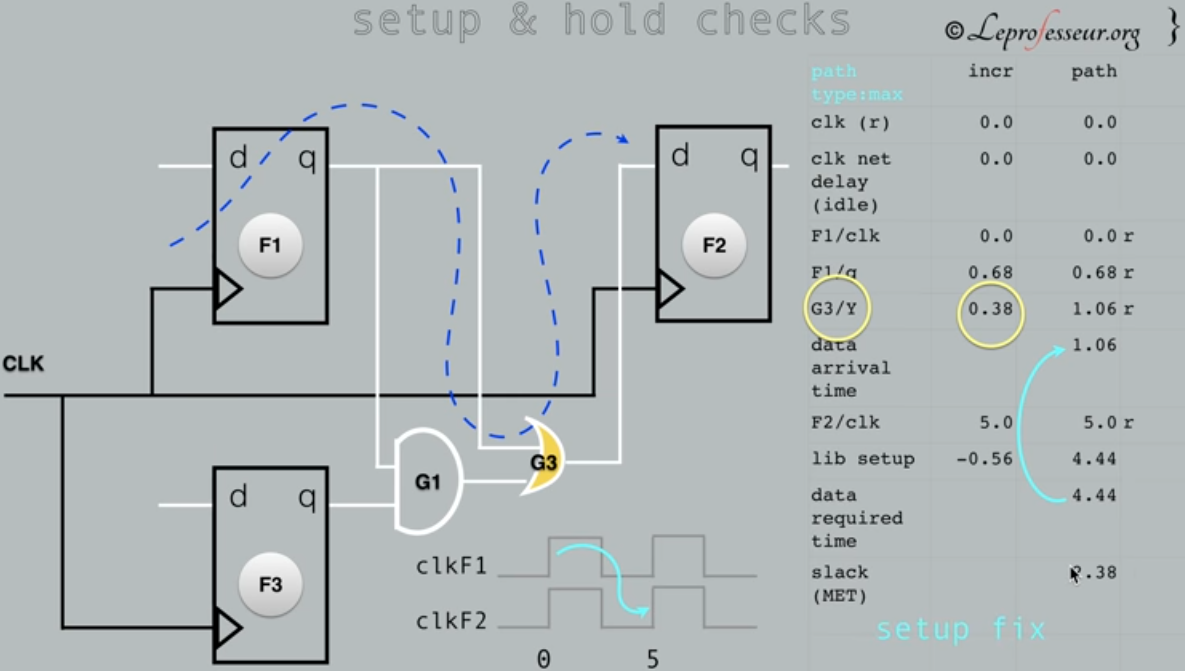 setup & hold checks
© Leprofesseur.org }
path incr path
type:max
clk (r) 0.0 0.0
clk net 0.0 0.0
delay
(idle)
F1/clk 0.0 0.0 r
F1/q 0.68 0.68 r
G3/Y 0.38 1.06 r
data 1.06
arrival
time
F2/clk 5.0 5.0 r
lib setup -0.56 4.44
data 4.44
required
time
slack .38
(MET)
setup fix
d q
F1
d q
F2
CLK
G1
G3
d q
F3
clkF1
clkF2
0 5